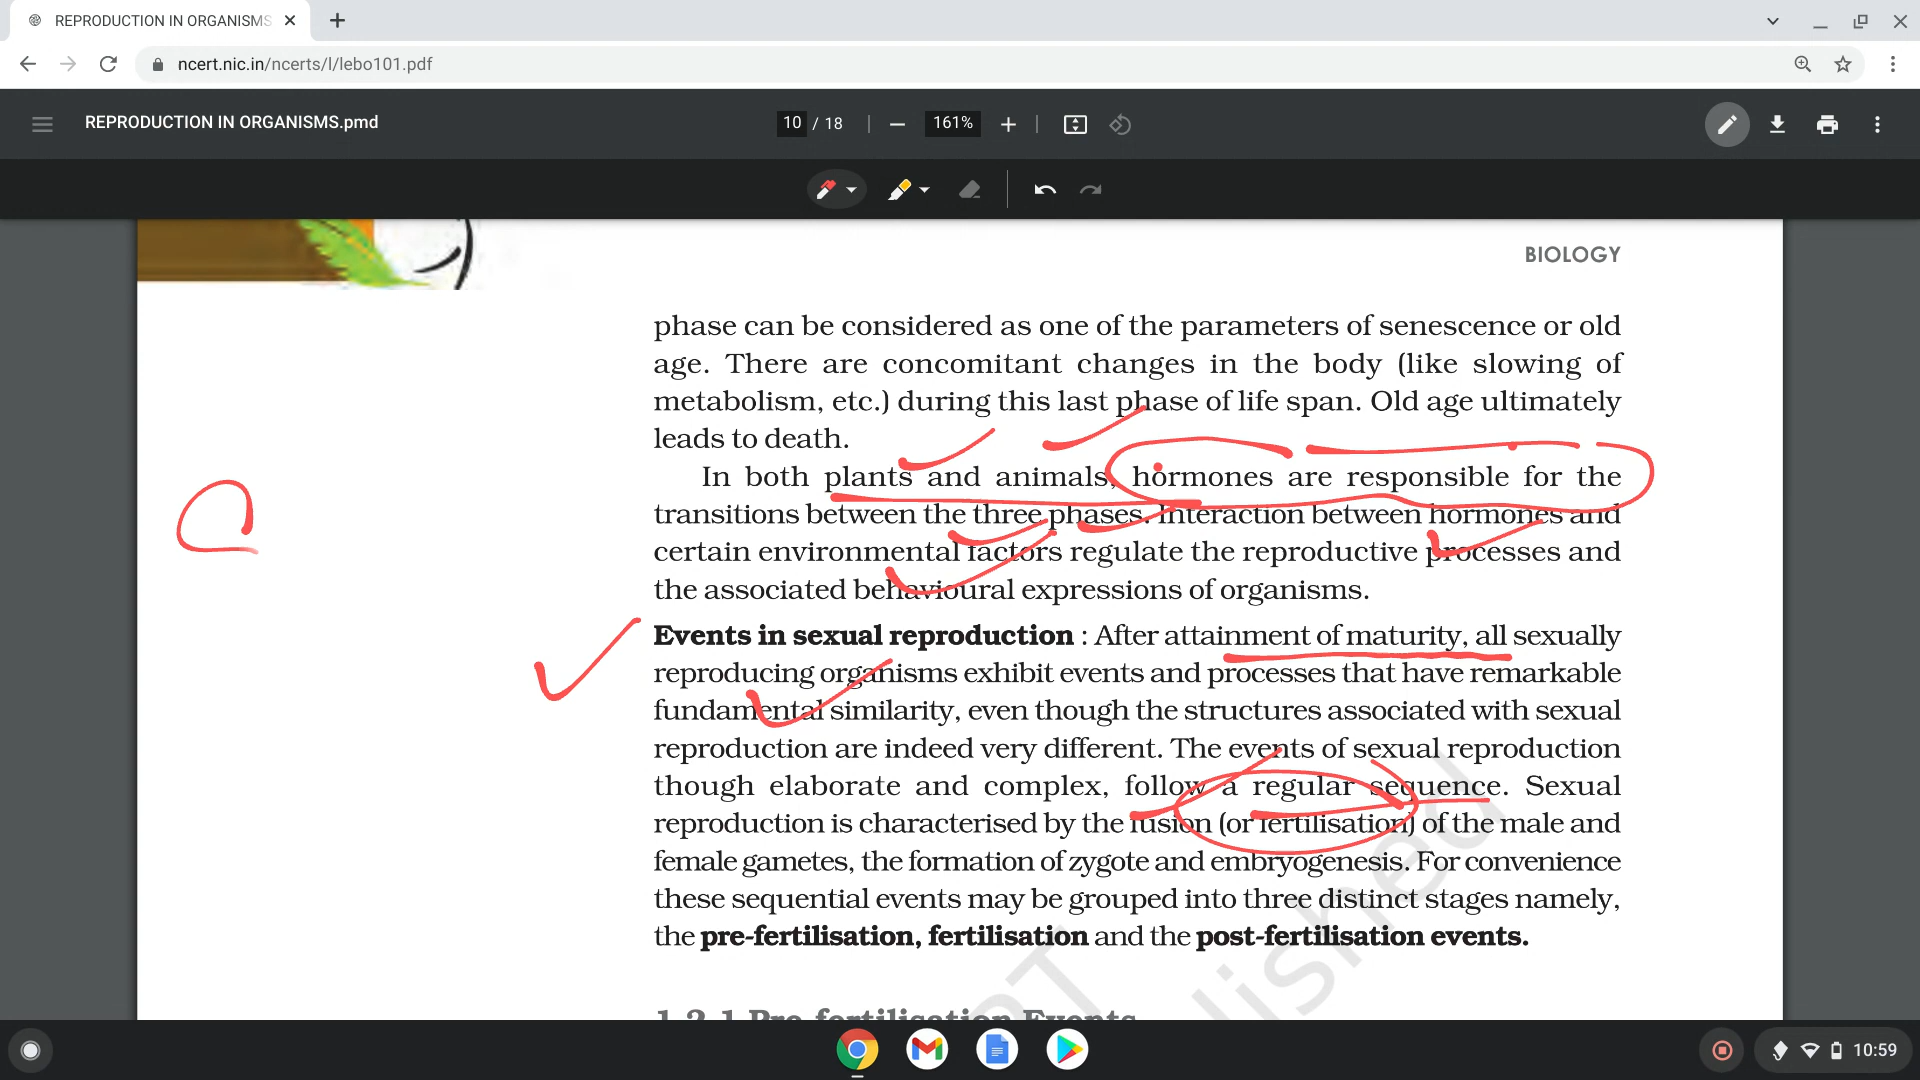 REPRODUCTION IN ORGANISMS
ncert.nic.in/ncerts/l/lebo101.pdf
REPRODUCTION IN ORGANISMS.pmd
10 / 18
161%
BIOLOGY
phase can be considered as one of the parameters of senescence or old
age. There are concomitant changes in the body (like slowing of
metabolism, etc.) during this last phase of life span. Old age ultimately
leads to death.
In both plants and animals, hormones are responsible for the
transitions between the three phases. Interaction between hormones and
certain environmental factors regulate the reproductive processes and
the associated behavioural expressions of organisms.
Events in sexual reproduction : After attainment of maturity, all sexually
reproducing organisms exhibit events and processes that have remarkable
fundamental similarity, even though the structures associated with sexual
reproduction are indeed very different. The events of sexual reproduction
though elaborate and complex, follow a regular sequence. Sexual
reproduction is characterised by the fusion (or fertilisation) of the male and
female gametes, the formation of zygote and embryogenesis. For convenience
these sequential events may be grouped into three distinct stages namely,
the pre-fertilisation, fertilisation and the post-fertilisation events.
1.2.1 Pre-fertilisation Events
10:59